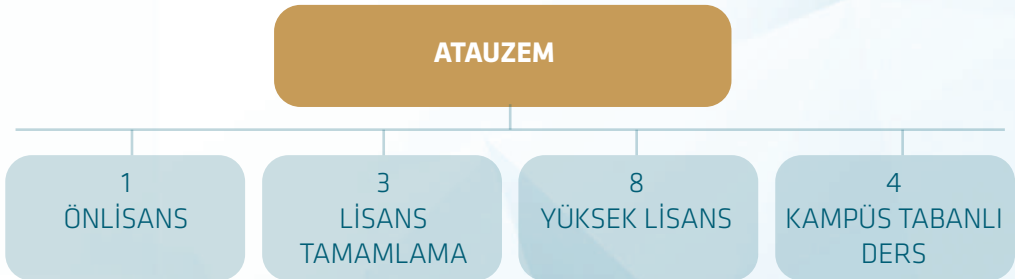 ATAUZEM
1
ÖNLİSANS
3
LİSANS
TAMAMLAMA
8
YÜKSEK LİSANS
4
KAMPÜS TABANLI
DERS